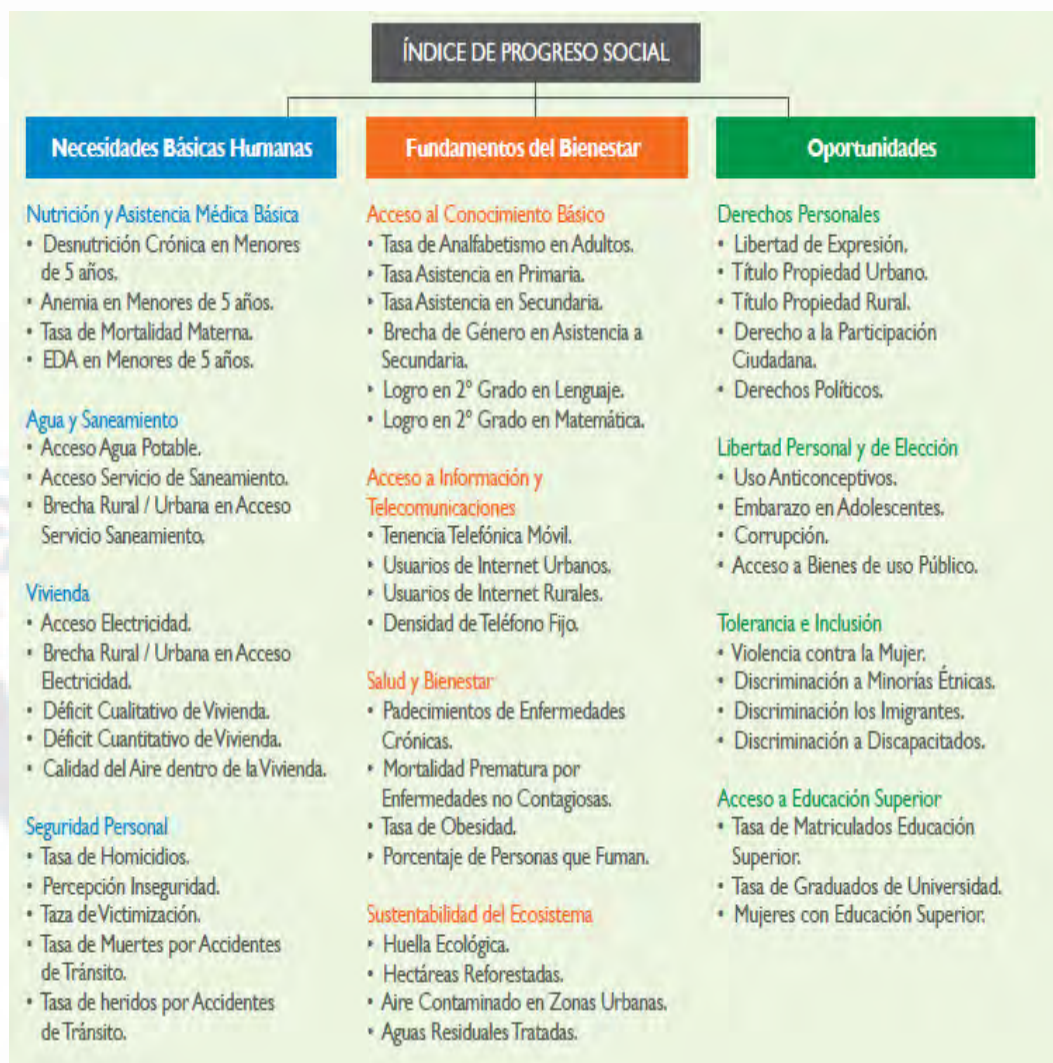 ÍNDICE DE PROGRESO SOCIAL
Necesidades Básicas Humanas
Nutrición y Asistencia Médica Básica
• Desnutrición Crónica en Menores
de 5 años.
• Anemia en Menores de 5 años.
• Tasa de Mortalidad Materna.
• EDA en Menores de 5 años.
Agua y Saneamiento
• Acceso Agua Potable.
• Acceso Servicio de Saneamiento.
• Brecha Rural / Urbana en Acceso
Servicio Saneamiento.
Vivienda
• Acceso Electricidad.
• Brecha Rural / Urbana en Acceso
Electricidad.
• Déficit Cualitativo de Vivienda.
• Déficit Cuantitativo de Vivienda.
• Calidad del Aire dentro de la Vivienda.
Seguridad Personal
• Tasa de Homicidios.
• Percepción Inseguridad.
• Taza de Victimización.
• Tasa de Muertes por Accidentes
de Tránsito.
• Tasa de heridos por Accidentes
de Tránsito.
Fundamentos del Bienestar
Acceso al Conocimiento Básico
• Tasa de Analfabetismo en Adultos.
• Tasa Asistencia en Primaria.
• Tasa Asistencia en Secundaria.
• Brecha de Género en Asistencia a
Secundaria.
• Logro en 2º Grado en Lenguaje.
• Logro en 2º Grado en Matemática.
Acceso a Información y
Telecomunicaciones
• Tenencia Telefónica Móvil.
• Usuarios de Internet Urbanos.
• Usuarios de Internet Rurales.
• Densidad de Teléfono Fijo.
Salud y Bienestar
• Padecimientos de Enfermedades
Crónicas.
• Mortalidad Prematura por
Enfermedades no Contagiosas.
• Tasa de Obesidad.
• Porcentaje de Personas que Fuman.
Sustentabilidad del Ecosistema
• Huella Ecológica.
• Hectáreas Reforestadas.
• Aire Contaminado en Zonas Urbanas.
• Aguas Residuales Tratadas.
Oportunidades
Derechos Personales
• Libertad de Expresión.
• Título Propiedad Urbano.
• Título Propiedad Rural.
• Derecho a la Participación
Ciudadana.
• Derechos Políticos.
Libertad Personal y de Elección
• Uso Anticonceptivos.
• Embarazo en Adolescentes.
• Corrupción.
• Acceso a Bienes de uso Público.
Tolerancia e Inclusión
• Violencia contra la Mujer.
• Discriminación a Minorías Étnicas.
• Discriminación los Imigrantes.
• Discriminación a Discapacitados.
Acceso a Educación Superior
• Tasa de Matriculados Educación
Superior.
• Tasa de Graduados de Universidad.
• Mujeres con Educación Superior.